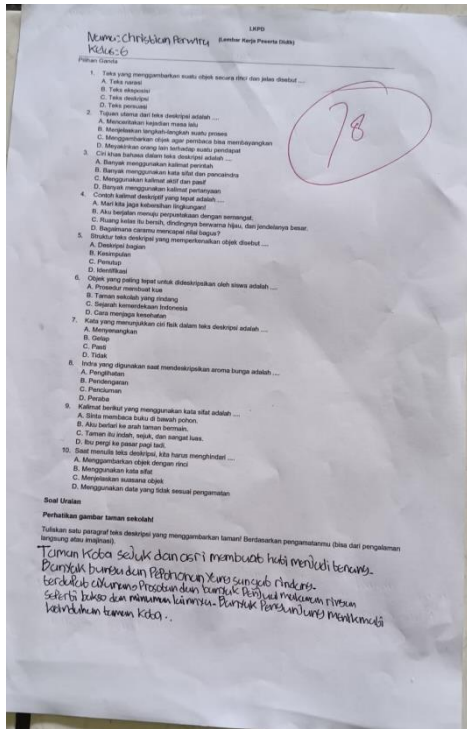 LKPD
(Lembar Kerja Peserta Didik)
Nama: Christian Perwira
Kelas: 6
Pilihan Ganda
1. Teks yang menggambarkan suatu objek secara rinci dan jelas disebut ....
A. Teks narasi
B. Teks eksposisi
C. Teks deskripsi
D. Teks persuasi
2. Tujuan utama dari teks deskripsi adalah ....
A. Menceritakan kejadian masa lalu
B. Menjelaskan langkah-langkah suatu proses
C. Menggambarkan objek agar pembaca bisa membayangkan
D. Meyakinkan orang lain terhadap suatu pendapat
3. Ciri khas bahasa dalam teks deskripsi adalah ....
A. Banyak menggunakan kalimat perintah
B. Banyak menggunakan kata sifat dan pancaindra
C. Menggunakan kalimat aktif dan pasif
D. Banyak menggunakan kalimat pertanyaan
4. Contoh kalimat deskriptif yang tepat adalah ....
A. Mari kita jaga kebersihan lingkungan!
B. Aku berjalan menuju perpustakaan dengan semangat.
C. Ruang kelas itu bersih, dindingnya berwarna hijau, dan jendelanya besar.
D. Bagaimana caramu mencapai nilai bagus?
5. Struktur teks deskripsi yang memperkenalkan objek disebut ....
A. Deskripsi bagian
B. Kesimpulan
C. Penutup
D. Identifikasi
6. Objek yang paling tepat untuk dideskripsikan oleh siswa adalah ....
A. Prosedur membuat kue
B. Taman sekolah yang rindang
C. Sejarah kemerdekaan Indonesia
D. Cara menjaga kesehatan
7. Kata yang menunjukkan ciri fisik dalam teks deskripsi adalah ....
A. Menyenangkan
B. Gelap
C. Pasti
D. Tidak
8. Indra yang digunakan saat mendeskripsikan aroma bunga adalah ....
A. Penglihatan
B. Pendengaran
C. Penciuman
D. Peraba
9. Kalimat berikut yang menggunakan kata sifat adalah ....
A. Sinta membaca buku di bawah pohon.
B. Aku berlari ke arah taman bermain.
C. Taman itu indah, sejuk, dan sangat luas.
D. Ibu pergi ke pasar pagi tadi.
10. Saat menulis teks deskripsi, kita harus menghindari ....
A. Menggambarkan objek dengan rinci
B. Menggunakan kata sifat
C. Menjelaskan suasana objek
D. Menggunakan data yang tidak sesuai pengamatan
78
Soal Uraian
Perhatikan gambar taman sekolah!
Tuliskan satu paragraf teks deskripsi yang menggambarkan taman! Berdasarkan pengamatanmu (bisa dari pengalaman
langsung atau imajinasi).
Taman Kota sejuk dan asri membuat hati menjadi tenang.
Banyak bunga dan Pepohonan yang sangat rindang.
terdapat ayunan, Prosotan dan banyak Penjual makanan ringan
seperti bakso dan minuman lainnya. Banyak Pengunjung menikmati
keindahan taman kota..